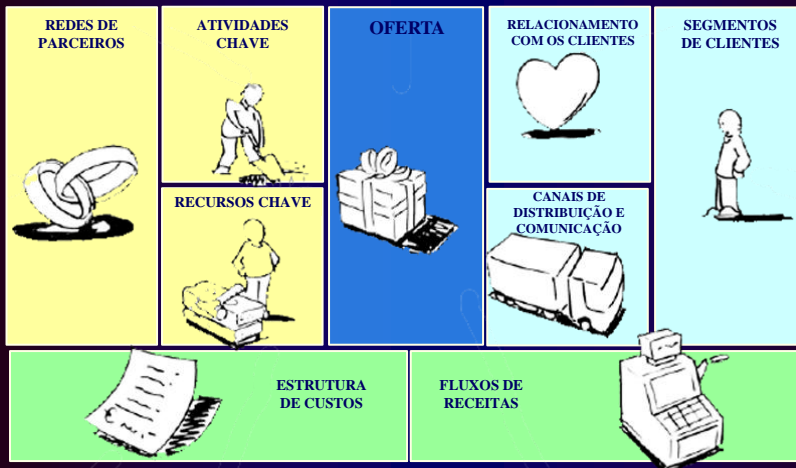 REDES DE
PARCEIROS
ATIVIDADES
CHAVE
RECURSOS CHAVE
OFERTA
RELACIONAMENTO
COM OS CLIENTES
CANAIS DE
DISTRIBUIÇÃO E
COMUNICAÇÃO
SEGMENTOS
DE CLIENTES
ESTRUTURA
DE CUSTOS
FLUXOS DE
RECEITAS